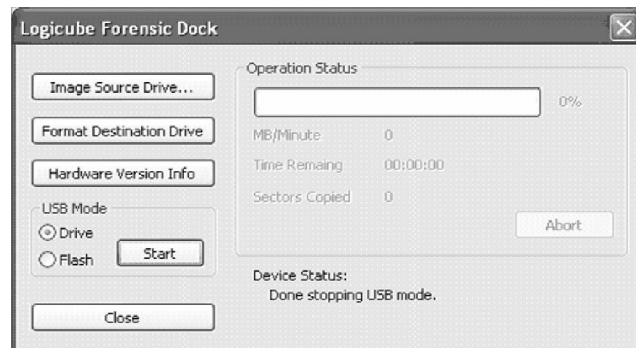 Logicube Forensic Dock
Image Source Drive...
Format Destination Drive
Hardware Version Info
USB Mode
Drive
Flash
Start
Close
Operation Status
0%
MB/Minute 0
Time Remaing 00:00:00
Sectors Copied 0
Abort
Device Status:
Done stopping USB mode.